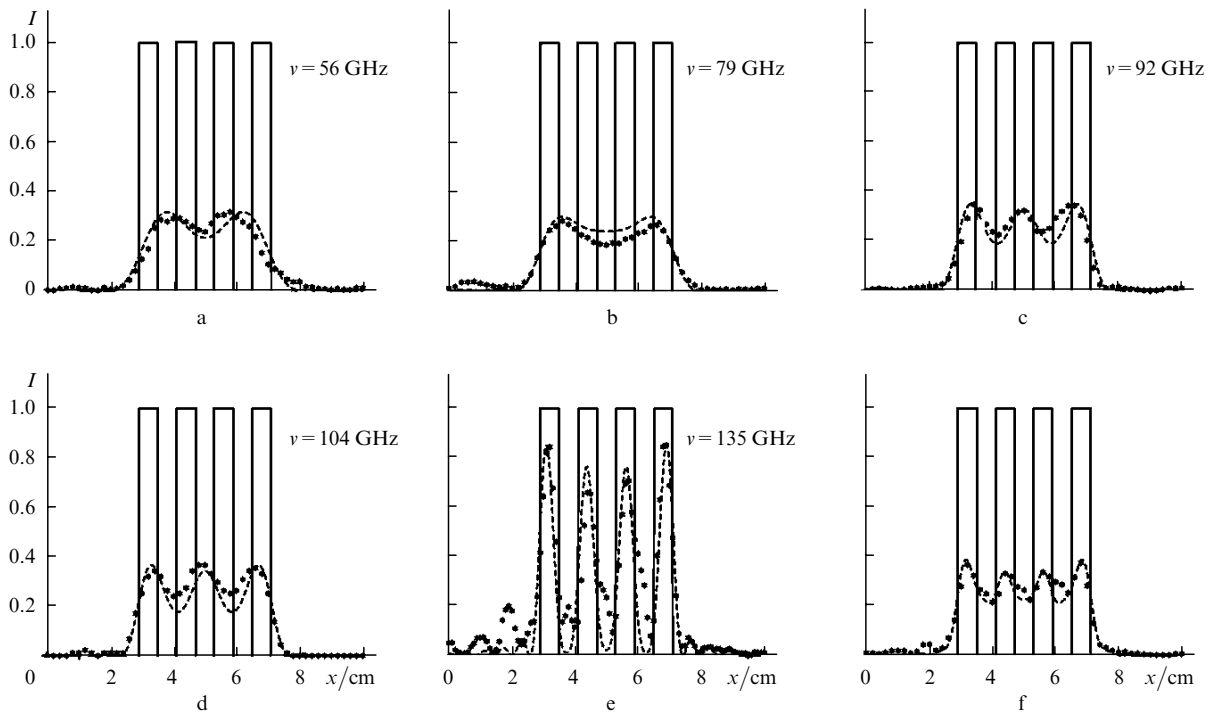 I
1.0
0.8
0.6
0.4
0.2
0
ν = 56 GHz
a
ν = 79 GHz
b
ν = 92 GHz
c
I
1.0
0.8
0.6
0.4
0.2
ν = 104 GHz
0 2 4 6 8 x/cm
d
ν = 135 GHz
0 2 4 6 8 x/cm
e
0 2 4 6 8 x/cm
f